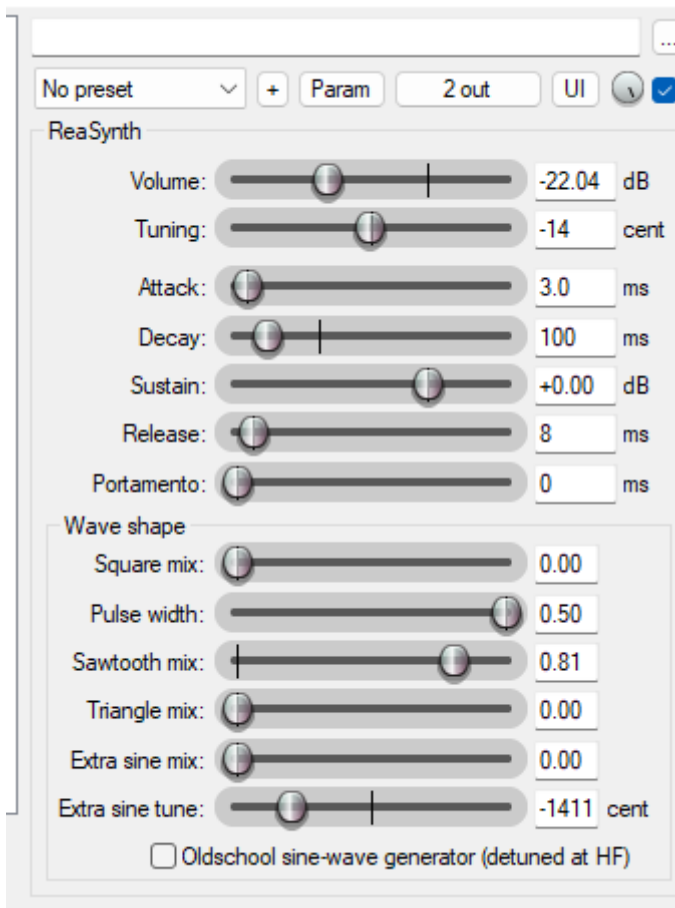 ...
No preset + Param 2 out UI
ReaSynth
Volume: -22.04 dB
Tuning: -14 cent
Attack: 3.0 ms
Decay: 100 ms
Sustain: +0.00 dB
Release: 8 ms
Portamento: 0 ms
Wave shape
Square mix: 0.00
Pulse width: 0.50
Sawtooth mix: 0.81
Triangle mix: 0.00
Extra sine mix: 0.00
Extra sine tune: -1411 cent
Oldschool sine-wave generator (detuned at HF)